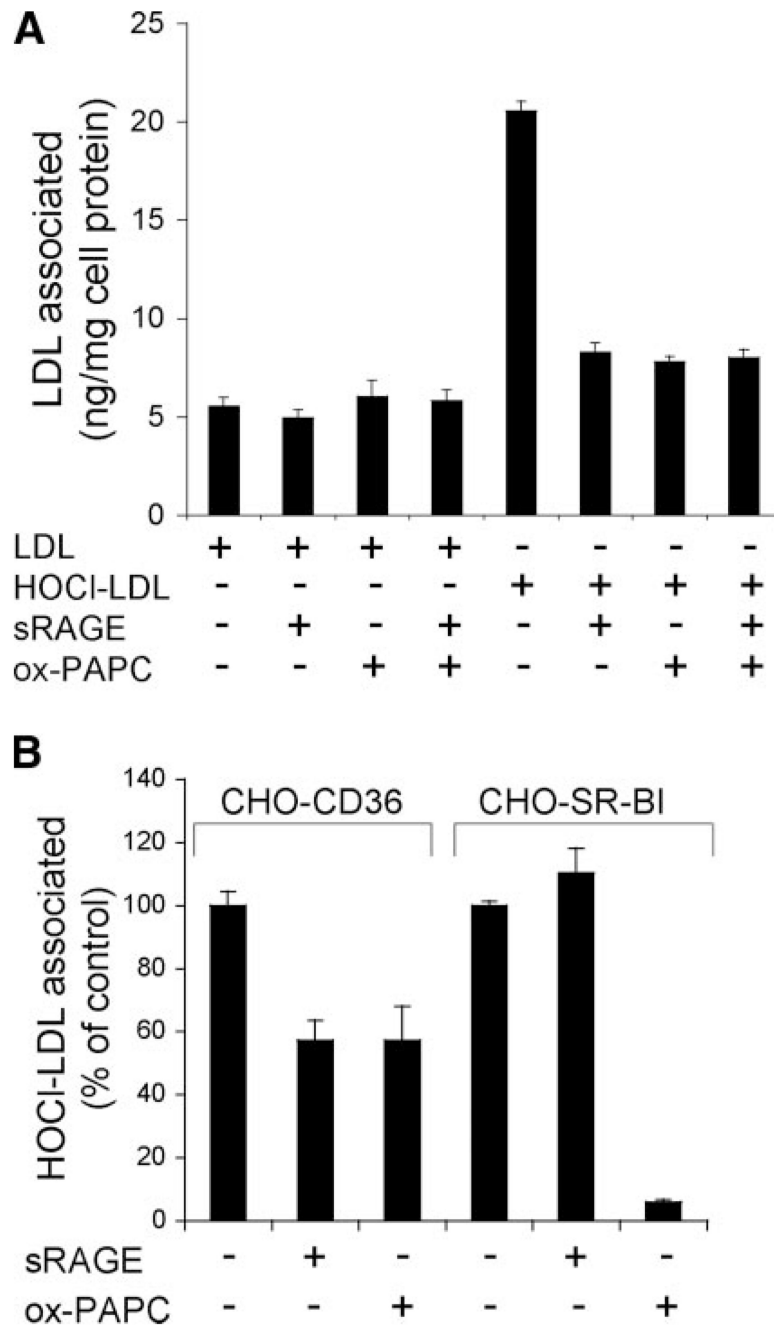 A
LDL associated
(ng/mg cell protein)
25
20
15
10
5
0
LDL + + + + - - - -
HOCl-LDL - - - - + + + +
sRAGE - + - + - + - +
ox-PAPC - - + + - - + +
B
HOCl-LDL associated
(% of control)
140
120
100
80
60
40
20
0
CHO-CD36 CHO-SR-BI
sRAGE - + - - + -
ox-PAPC - - + - - +